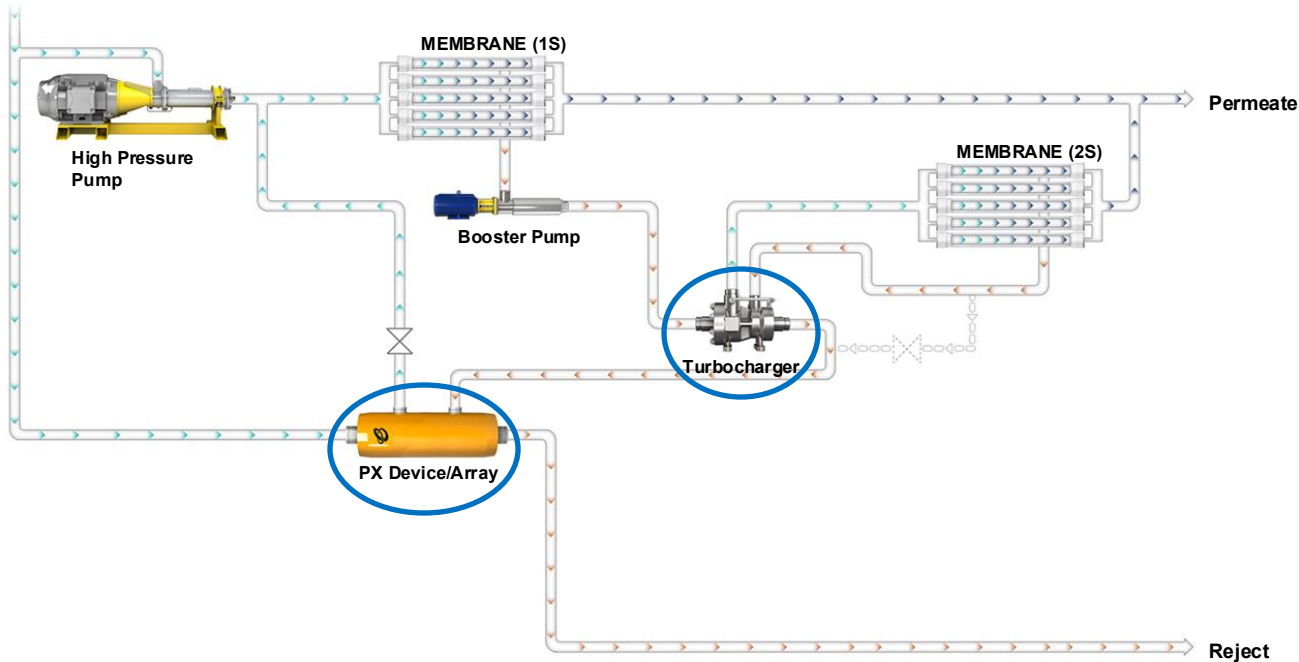 MEMBRANE (1S)
Permeate
High Pressure
Pump
MEMBRANE (2S)
Booster Pump
Turbocharger
PX Device/Array
Reject